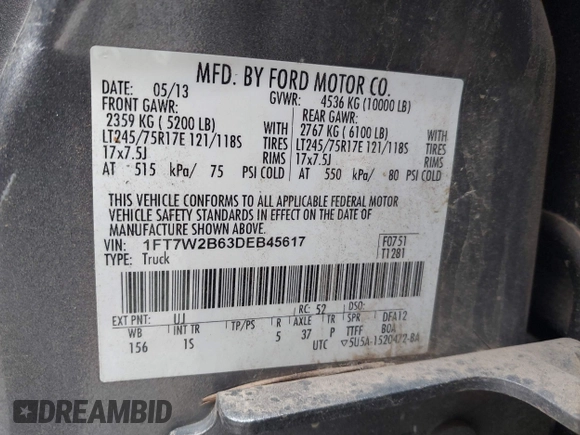 MFD. BY FORD MOTOR CO.
DATE: 05/13 GVWR: 4536 KG (10000 LB)
FRONT GAWR: REAR GAWR:
2359 KG ( 5200 LB) WITH 2767 KG ( 6100 LB) WITH
LT245/75R17E 121/118S TIRES LT245/75R17E 121/118S TIRES
17x7.5J RIMS 17x7.5J RIMS
AT 515 kPa/ 75 PSI COLD AT 550 kPa/ 80 PSI COLD
THIS VEHICLE CONFORMS TO ALL APPLICABLE FEDERAL MOTOR
VEHICLE SAFETY STANDARDS IN EFFECT ON THE DATE OF
MANUFACTURE SHOWN ABOVE.
VIN: 1FT7W2B63DEB45617 F0751
TYPE: Truck T1281
EXT PNT: UJ RC: 52 DSO:
WB INT TR TP/PS R AXLE TR SPR DFA12
156 1S 5 37 P TTFF BOA
UTC 5U5A-1520472-BA
DREAMBID